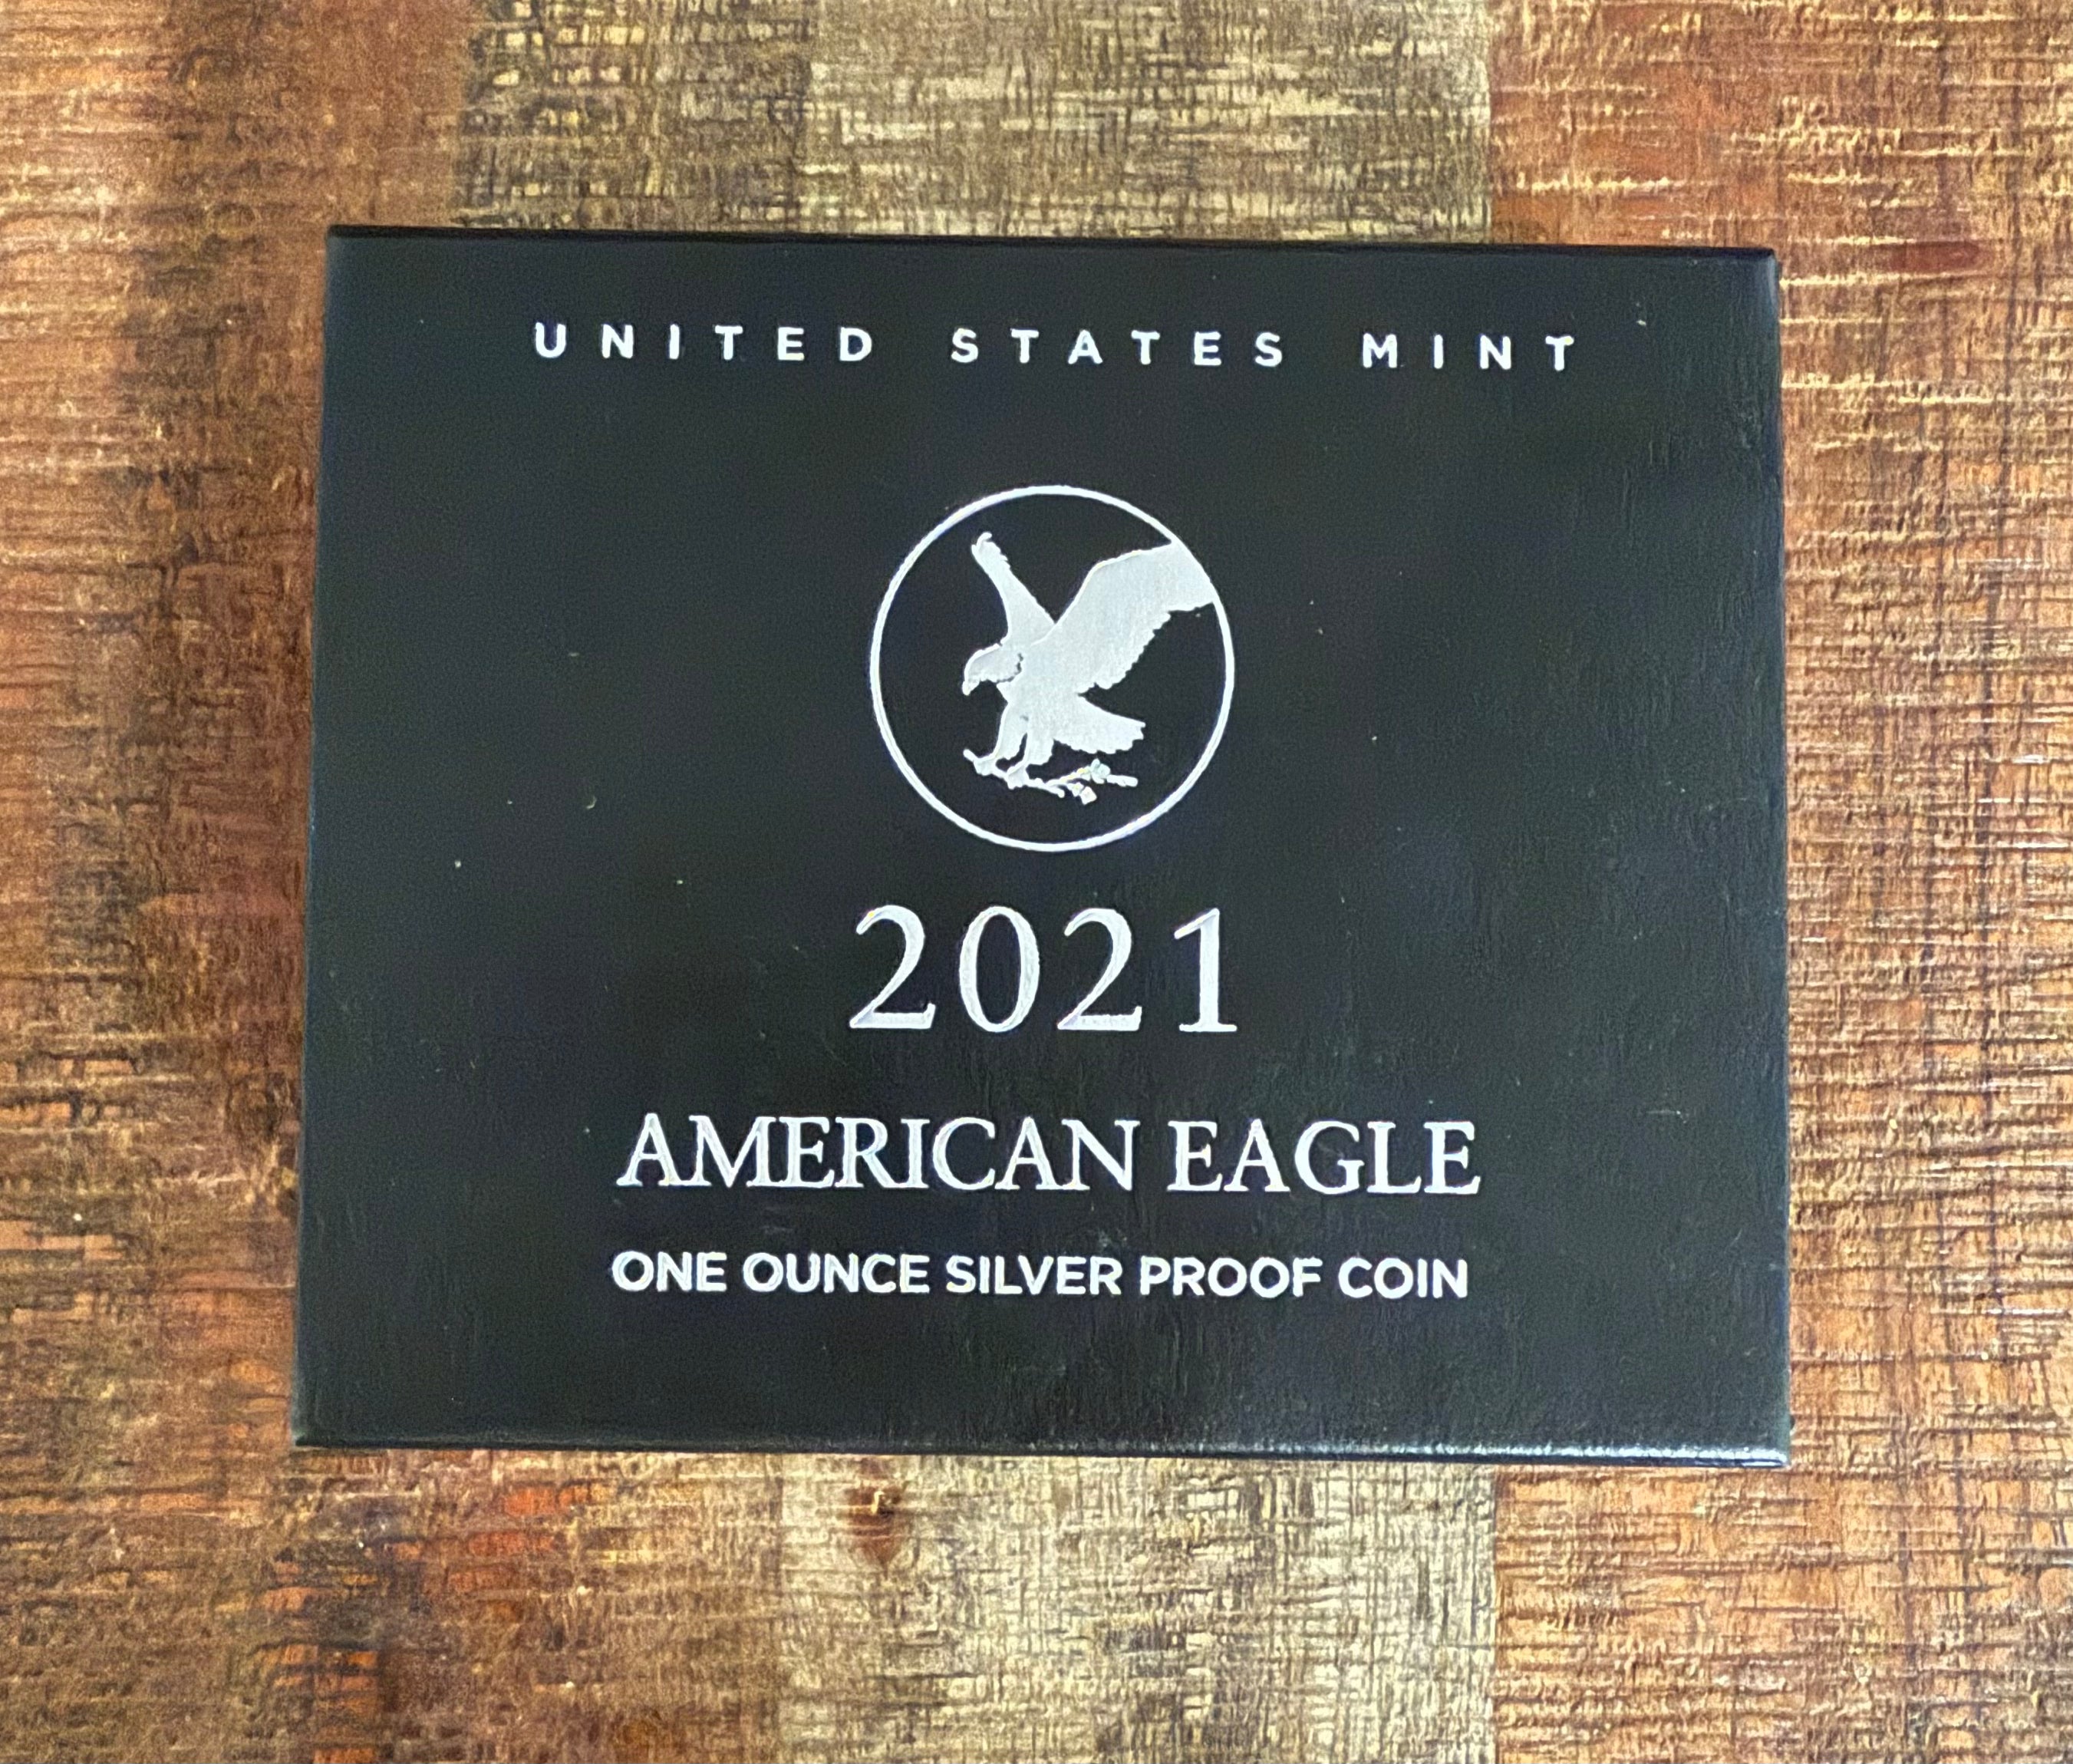 UNITED STATES MINT
2021
AMERICAN EAGLE
ONE OUNCE SILVER PROOF COIN